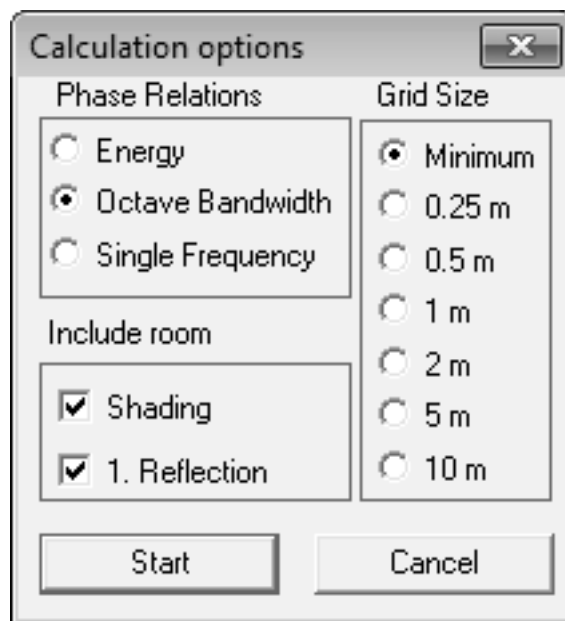 Calculation options
Phase Relations
Energy
Octave Bandwidth
Single Frequency
Include room
Shading
1. Reflection
Grid Size
Minimum
0.25 m
0.5 m
1 m
2 m
5 m
10 m
Start
Cancel